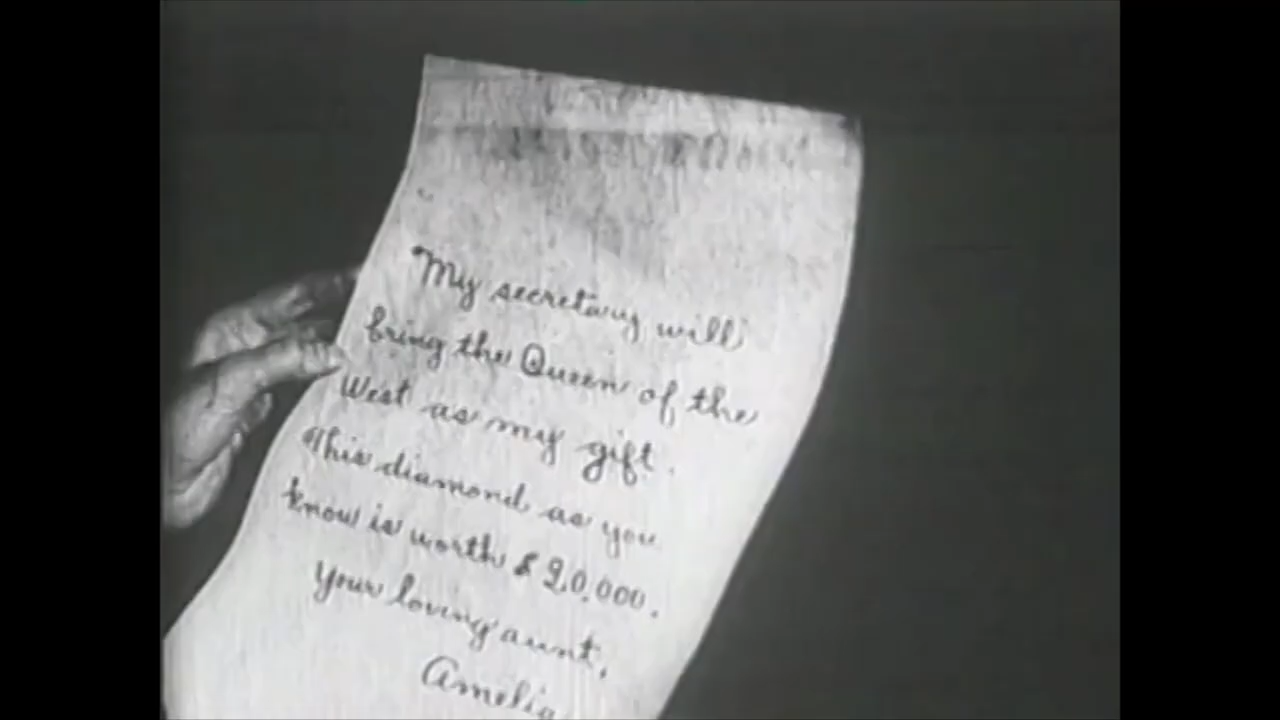 "My secretary will
bring the Queen of the
West as my gift.
This diamond as you
know is worth $20,000.
Your loving aunt,
Amelia